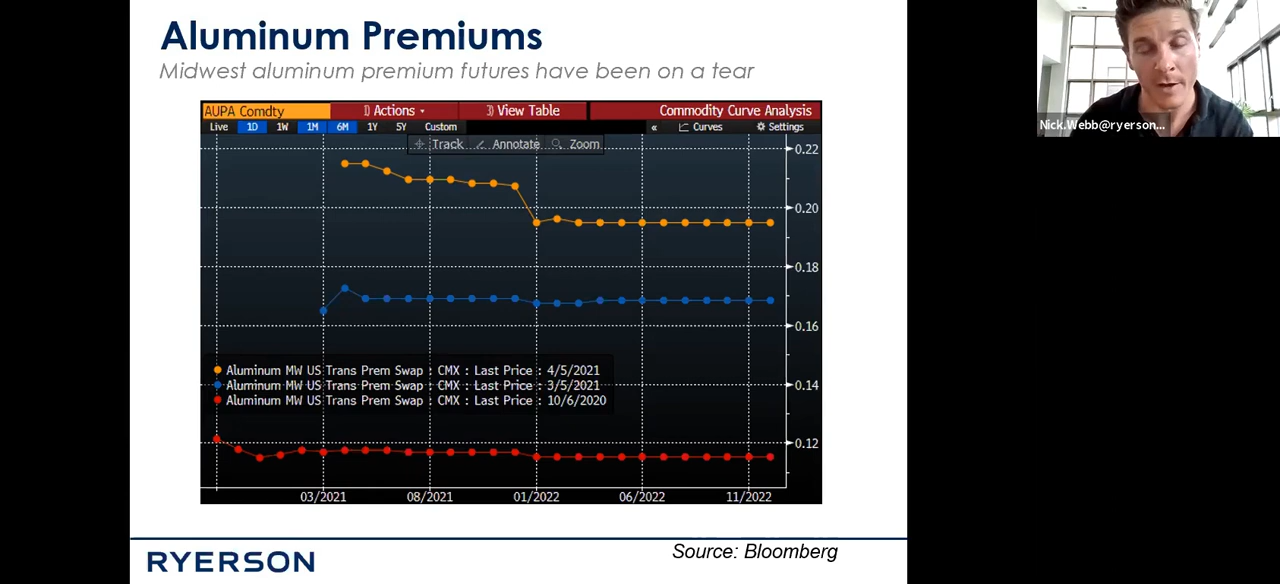 Aluminum Premiums
Midwest aluminum premium futures have been on a tear
AUPA Comdty
1) Actions
3) View Table
Commodity Curve Analysis
Live 1D 1W 1M 6M 1Y 5Y Custom
« Curves Settings
Track Annotate Zoom
0.22
0.20
0.18
0.16
Aluminum MW US Trans Prem Swap : CMX : Last Price : 4/5/2021
Aluminum MW US Trans Prem Swap : CMX : Last Price : 3/5/2021
0.14
Aluminum MW US Trans Prem Swap : CMX : Last Price : 10/6/2020
0.12
03/2021 08/2021 01/2022 06/2022 11/2022
Source: Bloomberg
RYERSON
Nick.Webb@ryerson...